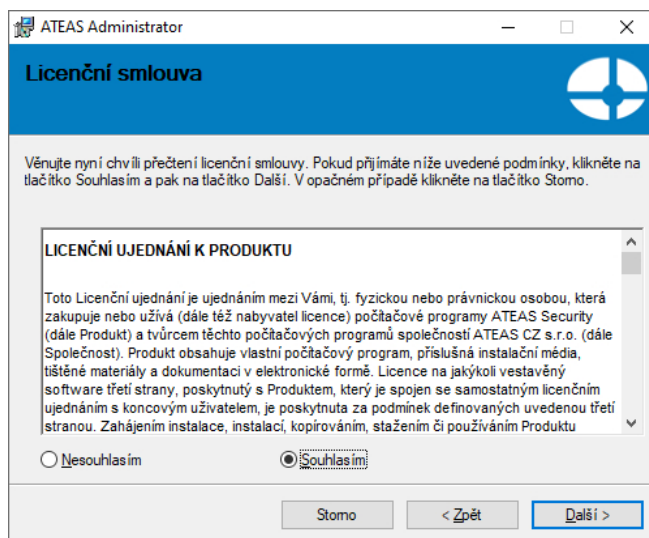 ATEAS Administrator
Licenční smlouva
Věnujte nyní chvíli přečtení licenční smlouvy. Pokud přijímáte níže uvedené podmínky, klikněte na
tlačítko Souhlasím a pak na tlačítko Další. V opačném případě klikněte na tlačítko Storno.
LICENČNÍ UJEDNÁNÍ K PRODUKTU
Toto Licenční ujednání je ujednáním mezi Vámi, tj. fyzickou nebo právnickou osobou, která
zakupuje nebo užívá (dále též nabyvatel licence) počítačové programy ATEAS Security
(dále Produkt) a tvůrcem těchto počítačových programů společností ATEAS CZ s.r.o. (dále
Společnost). Produkt obsahuje vlastní počítačový program, příslušná instalační média,
tištěné materiály a dokumentaci v elektronické formě. Licence na jakýkoli vestavěný
software třetí strany, poskytnutý s Produktem, který je spojen se samostatným licenčním
ujednáním s koncovým uživatelem, je poskytnuta za podmínek definovaných uvedenou třetí
stranou. Zahájením instalace, instalací, kopírováním, stažením či používáním Produktu
Nesouhlasím Souhlasím
Storno < Zpět Další >